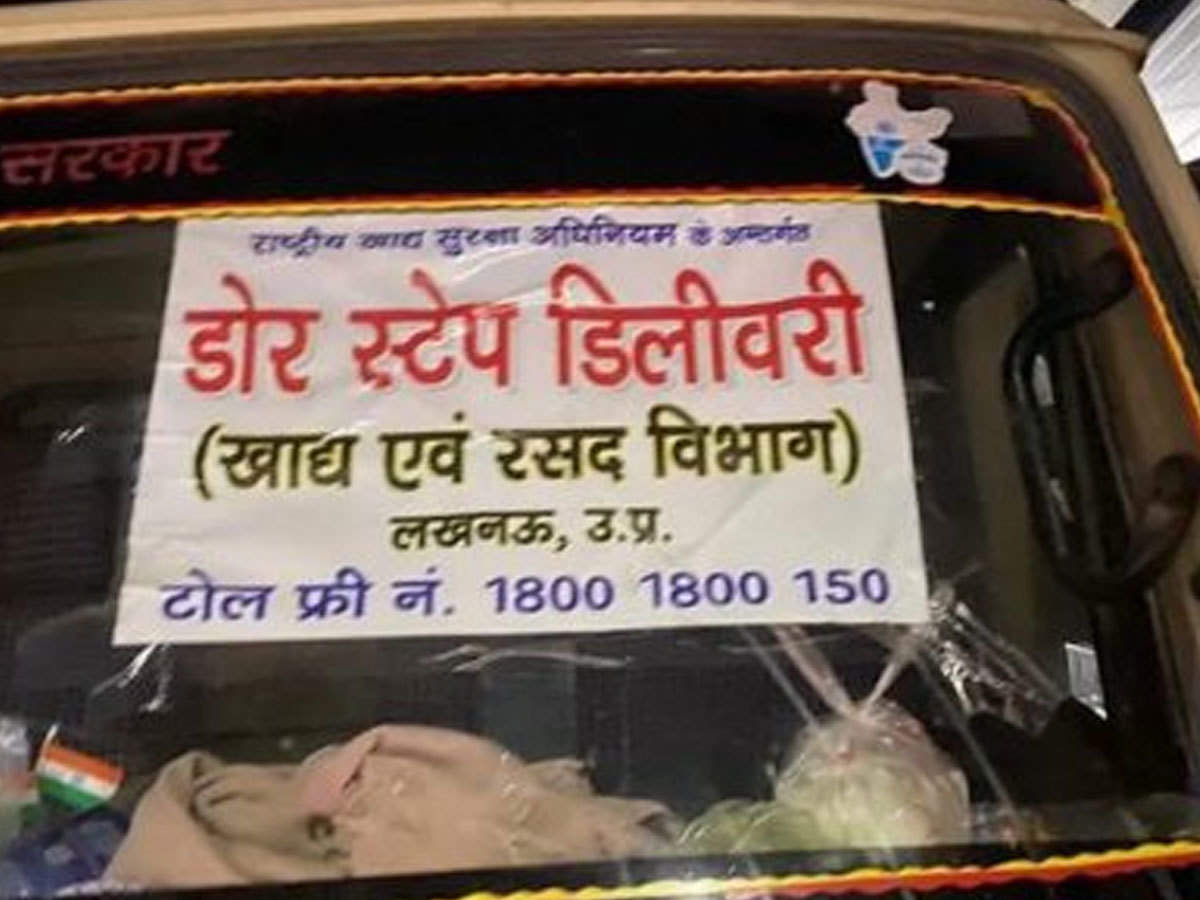 सरकार
राष्ट्रीय खाद्य सुरक्षा अधिनियम के अन्तर्गत
डोर स्टेप डिलीवरी
(खाद्य एवं रसद विभाग)
लखनऊ, उ.प्र.
टोल फ्री नं. 1800 1800 150